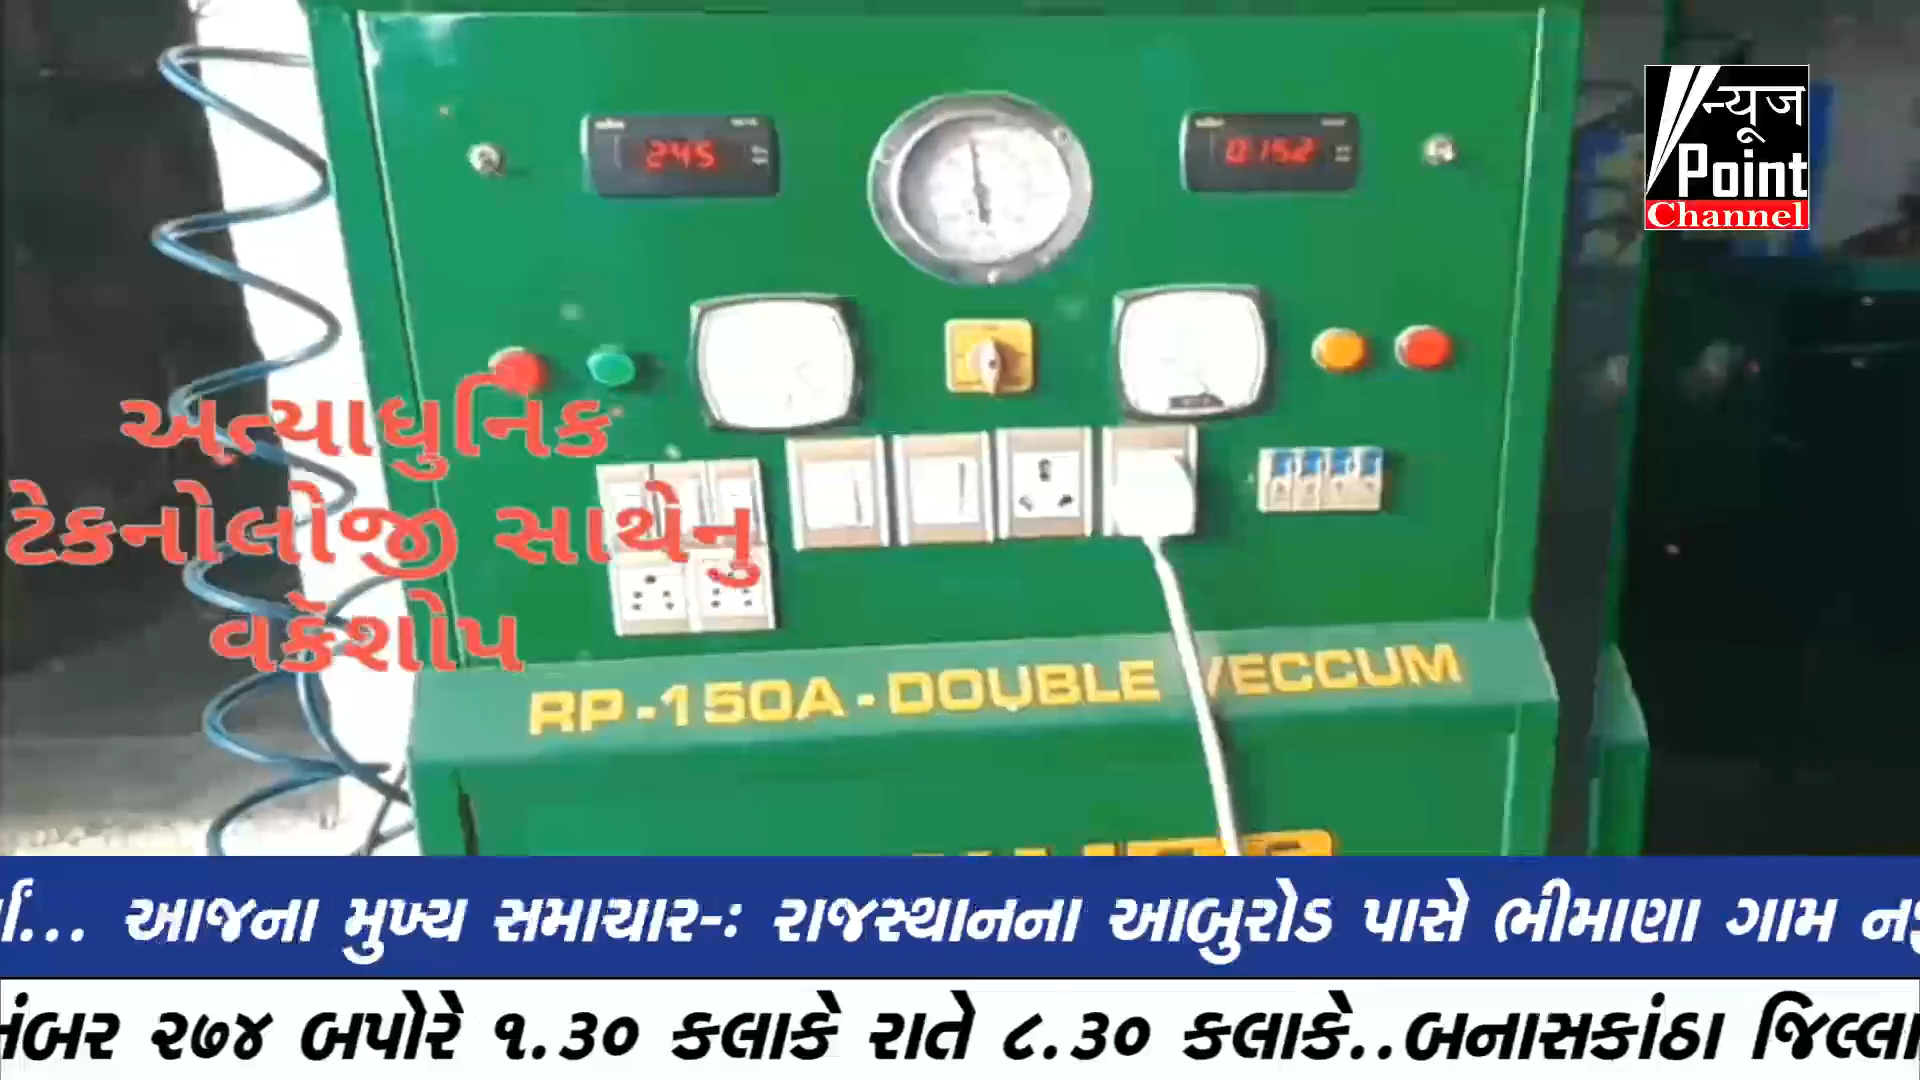 न्यूज
Point
Channel
245
0.152
અત્યાધુનિક
ટેકનોલોજી સાથેનુ
વર્કશોપ
RP-150A-DOUBLE VECCUM
આજના મુખ્ય સમાચાર-: રાજસ્થાનના આબુરોડ પાસે ભીમાણા ગામ
૨૭૪ બપોરે ૧.૩૦ કલાકે રાતે ૮.૩૦ કલાકે..બનાસકાંઠા